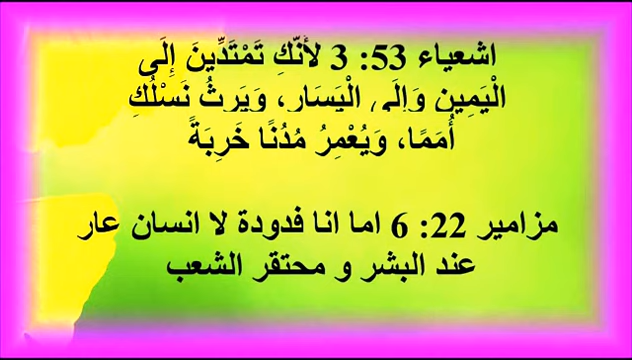 اشعياء 53: 3 لأَنَّكِ تَمْتَدِّينَ إِلَى
الْيَمِينِ وَإِلَى الْيَسَارِ، وَيَرِثُ نَسْلُكِ
أُمَمًا، وَيُعْمِرُ مُدُنًا خَرِبَةً
مزامير 22: 6 اما انا فدودة لا انسان عار
عند البشر و محتقر الشعب